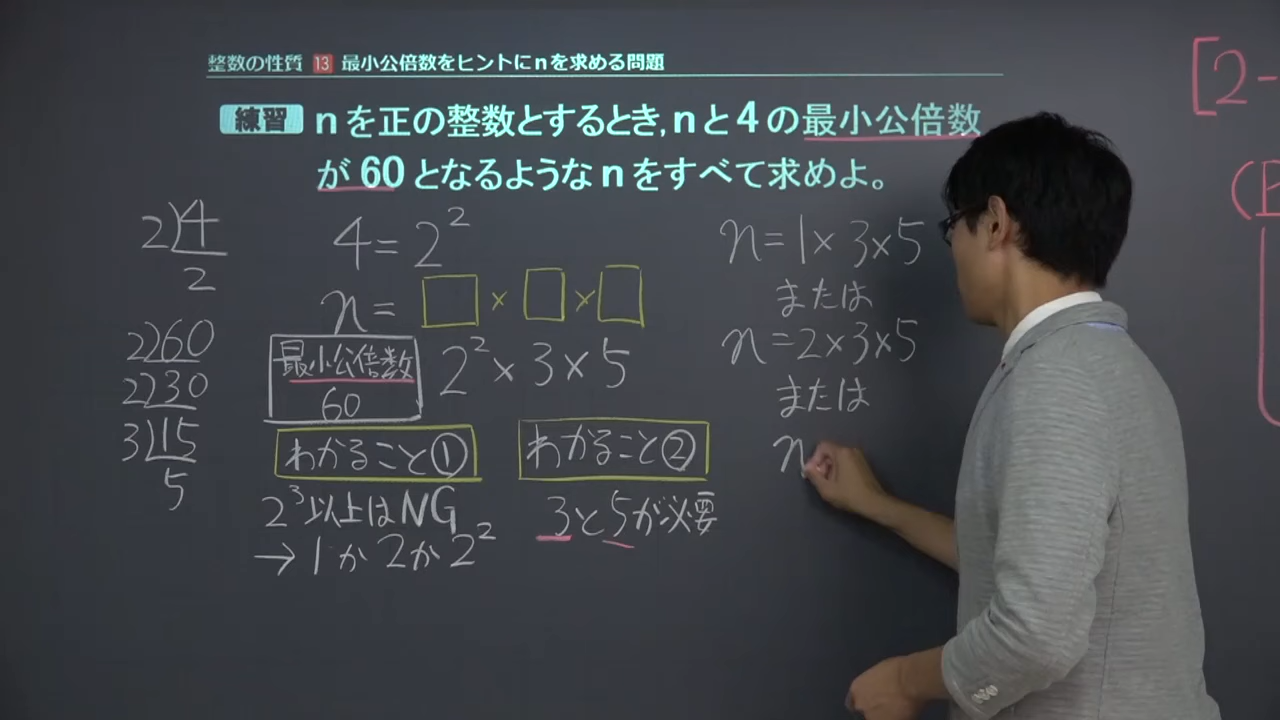 整数の性質 13 最小公倍数をヒントにnを求める問題
練習 nを正の整数とするとき,nと4の最小公倍数
が60となるようなnをすべて求めよ。
2)4
2
2)60
2)30
3)15
5
4=2²
n=□×□×□
最小公倍数
60
2²×3×5
わかること①
2³以上はNG
→1か2か2²
わかること②
3と5が必要
n=1×3×5
または
n=2×3×5
または
n
[2-